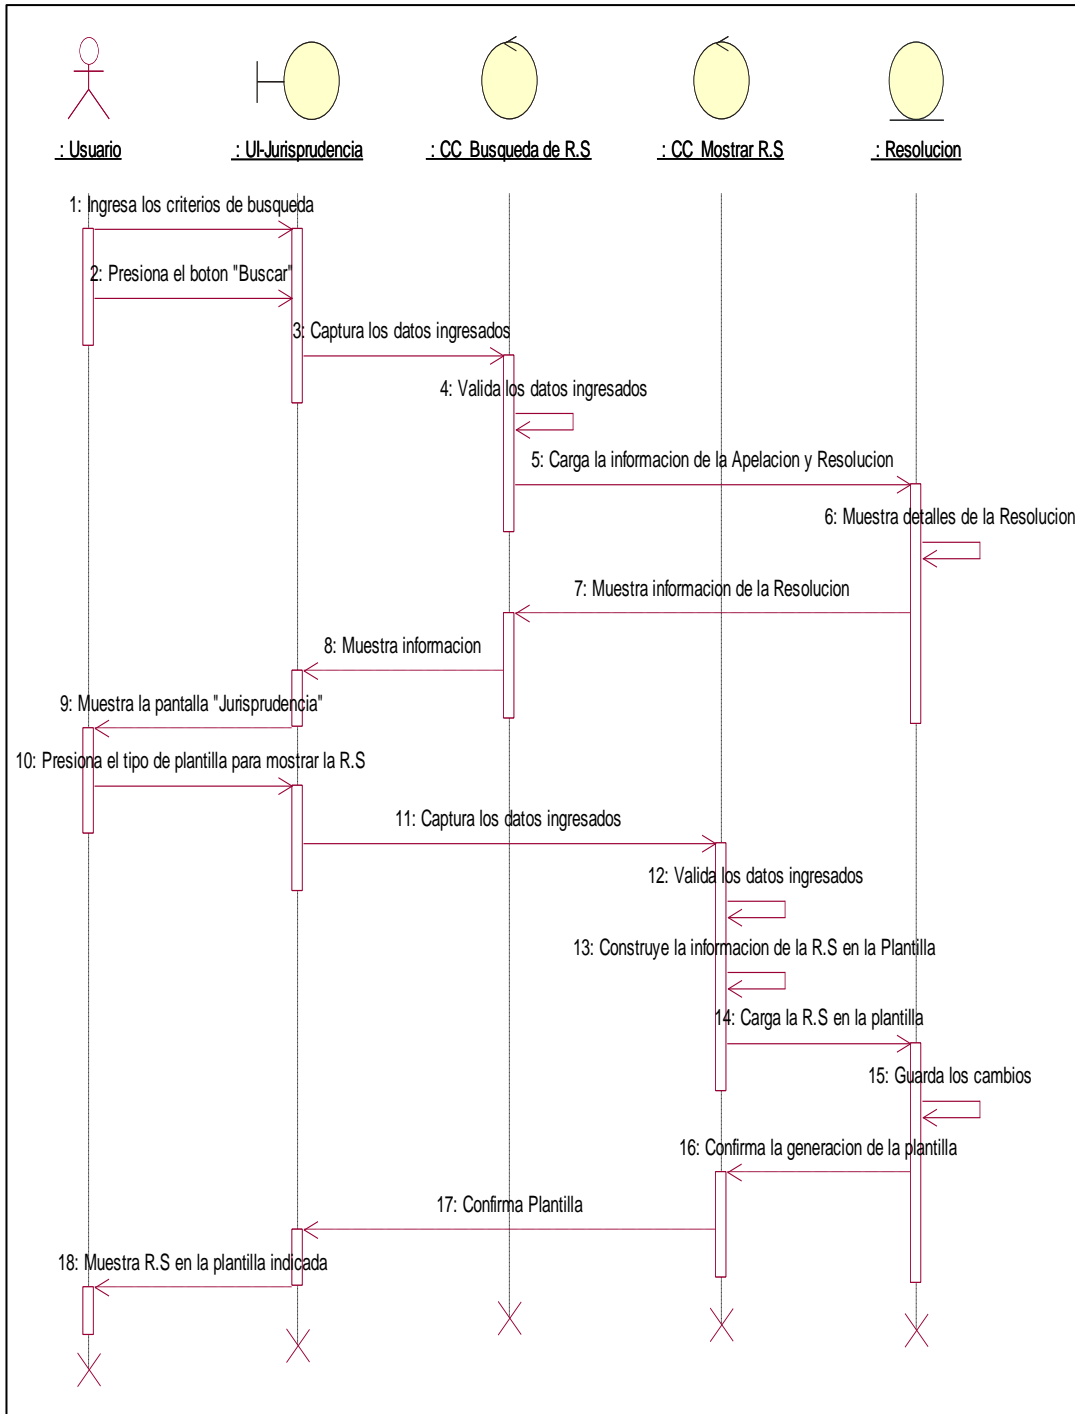 : Usuario
: UI-Jurisprudencia
: CC_Busqueda de R.S
: CC_Mostrar R.S
: Resolucion
1: Ingresa los criterios de busqueda
2: Presiona el boton "Buscar"
3: Captura los datos ingresados
4: Valida los datos ingresados
5: Carga la informacion de la Apelacion y Resolucion
6: Muestra detalles de la Resolucion
7: Muestra informacion de la Resolucion
8: Muestra informacion
9: Muestra la pantalla "Jurisprudencia"
10: Presiona el tipo de plantilla para mostrar la R.S
11: Captura los datos ingresados
12: Valida los datos ingresados
13: Construye la informacion de la R.S en la Plantilla
14: Carga la R.S en la plantilla
15: Guarda los cambios
16: Confirma la generacion de la plantilla
17: Confirma Plantilla
18: Muestra R.S en la plantilla indicada